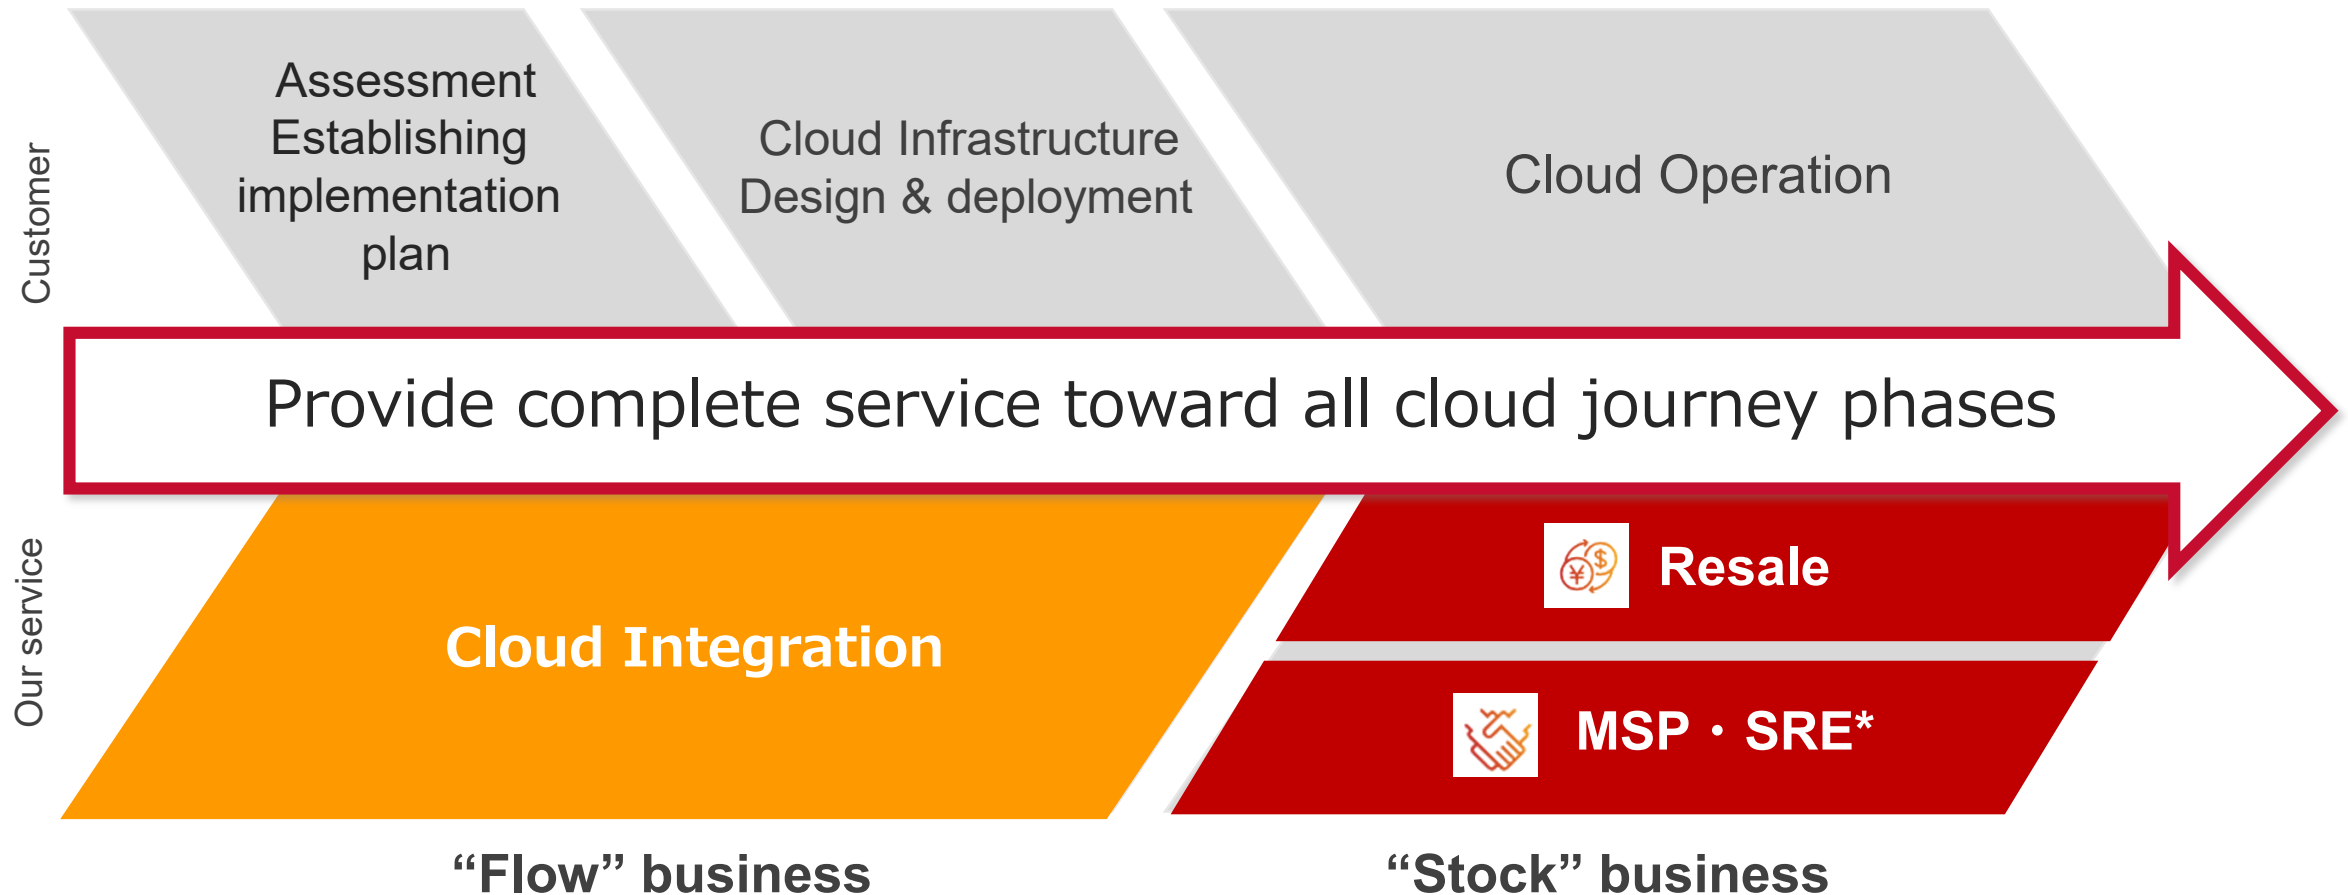 Customer
Assessment
Establishing
implementation
plan
Cloud Infrastructure
Design & deployment
Cloud Operation
Provide complete service toward all cloud journey phases
Our service
Cloud Integration
¥ $
Resale
MSP・SRE*
“Flow” business
“Stock” business